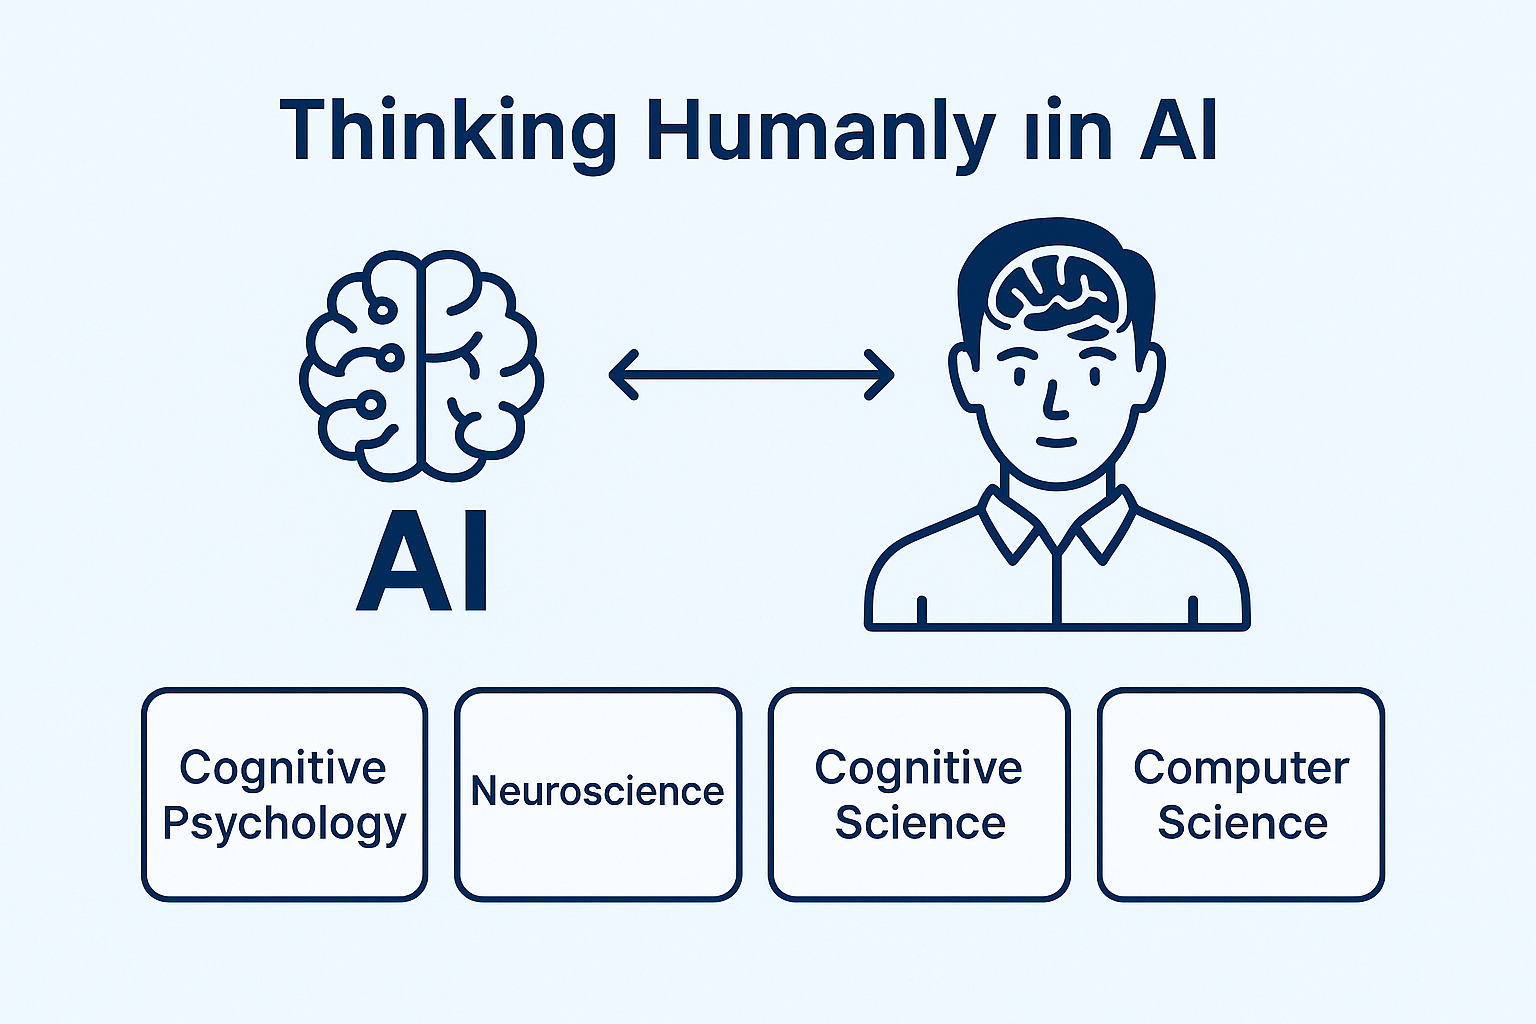 Thinking Humanly ıin AI
AI
Cognitive
Psychology
Neuroscience
Cognitive
Science
Computer
Science